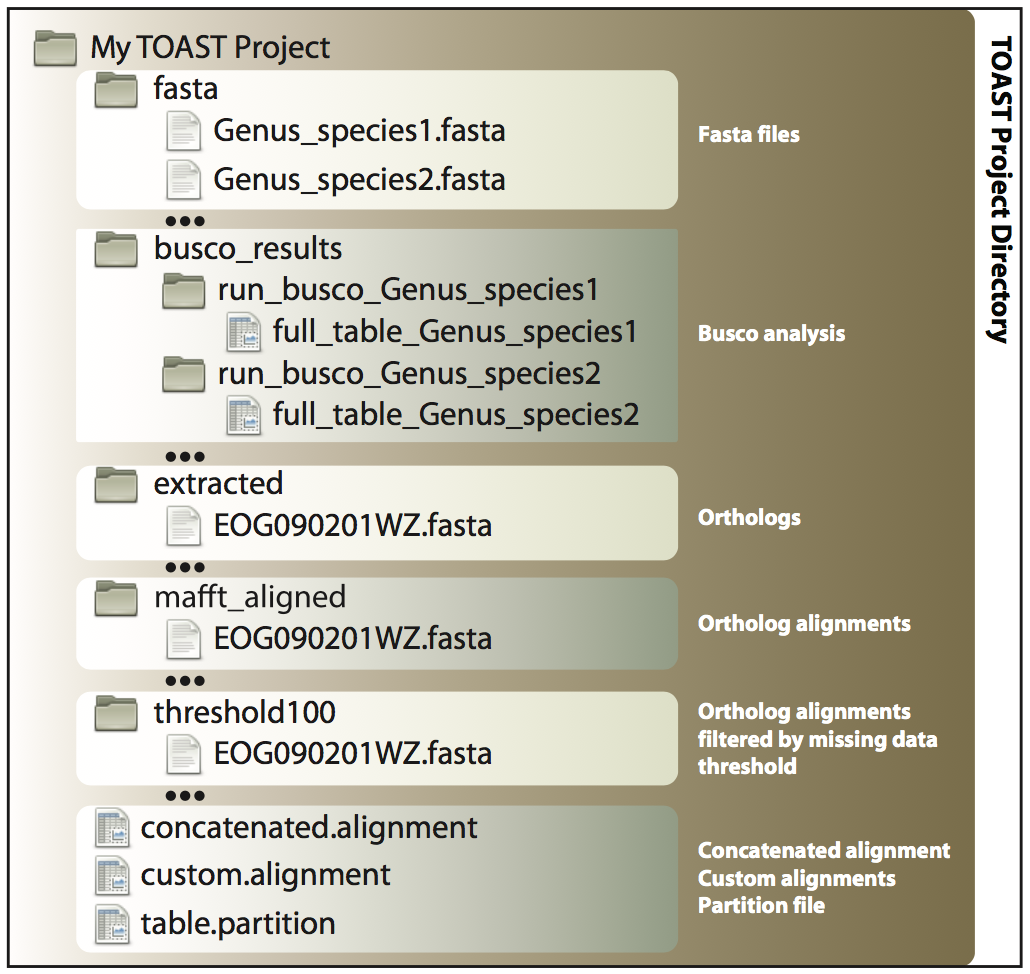 My TOAST Project
fasta
Genus_species1.fasta
Genus_species2.fasta
Fasta files
•••
busco_results
run_busco_Genus_species1
full_table_Genus_species1
run_busco_Genus_species2
full_table_Genus_species2
Busco analysis
•••
extracted
EOG090201WZ.fasta
Orthologs
•••
mafft_aligned
EOG090201WZ.fasta
Ortholog alignments
•••
threshold100
EOG090201WZ.fasta
Ortholog alignments
filtered by missing data
threshold
•••
concatenated.alignment
custom.alignment
table.partition
Concatenated alignment
Custom alignments
Partition file
TOAST Project Directory